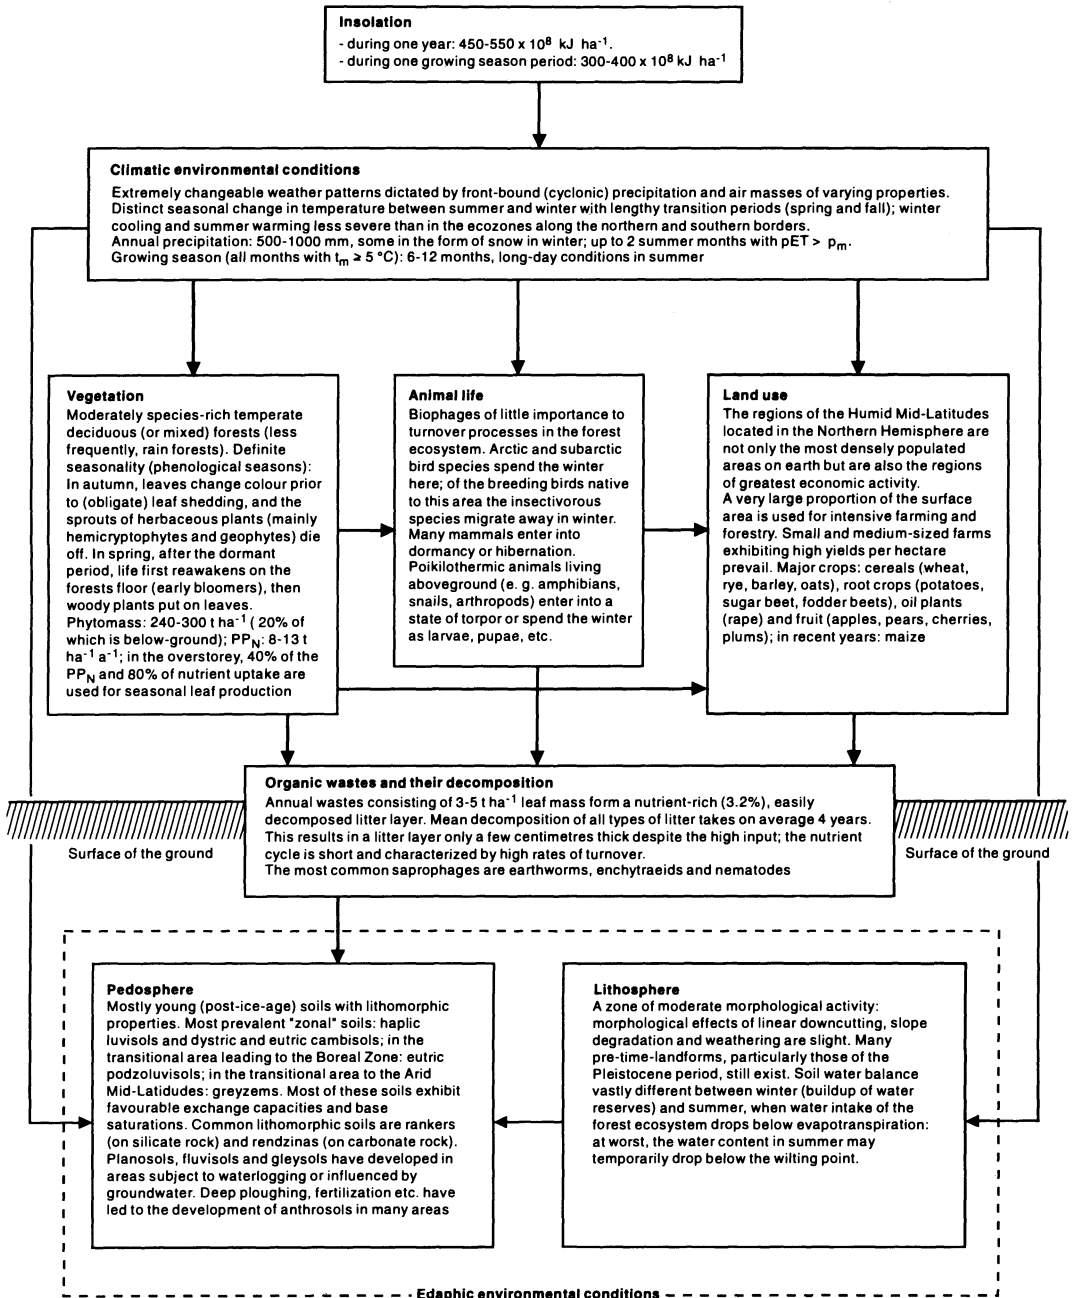 Insolation
- during one year: 450-550 x 10⁸ kJ ha⁻¹.
- during one growing season period: 300-400 x 10⁸ kJ ha⁻¹
Climatic environmental conditions
Extremely changeable weather patterns dictated by front-bound (cyclonic) precipitation and air masses of varying properties.
Distinct seasonal change in temperature between summer and winter with lengthy transition periods (spring and fall); winter
cooling and summer warming less severe than in the ecozones along the northern and southern borders.
Annual precipitation: 500-1000 mm, some in the form of snow in winter; up to 2 summer months with pET > pₘ.
Growing season (all months with tₘ ≥ 5 °C): 6-12 months, long-day conditions in summer
Vegetation
Moderately species-rich temperate
deciduous (or mixed) forests (less
frequently, rain forests). Definite
seasonality (phenological seasons):
In autumn, leaves change colour prior
to (obligate) leaf shedding, and the
sprouts of herbaceous plants (mainly
hemicryptophytes and geophytes) die
off. In spring, after the dormant
period, life first reawakens on the
forests floor (early bloomers), then
woody plants put on leaves.
Phytomass: 240-300 t ha⁻¹ ( 20% of
which is below-ground); PP_N: 8-13 t
ha⁻¹ a⁻¹; in the overstorey, 40% of the
PP_N and 80% of nutrient uptake are
used for seasonal leaf production
Animal life
Biophages of little importance to
turnover processes in the forest
ecosystem. Arctic and subarctic
bird species spend the winter
here; of the breeding birds native
to this area the insectivorous
species migrate away in winter.
Many mammals enter into
dormancy or hibernation.
Poikilothermic animals living
aboveground (e. g. amphibians,
snails, arthropods) enter into a
state of torpor or spend the winter
as larvae, pupae, etc.
Land use
The regions of the Humid Mid-Latitudes
located in the Northern Hemisphere are
not only the most densely populated
areas on earth but are also the regions
of greatest economic activity.
A very large proportion of the surface
area is used for intensive farming and
forestry. Small and medium-sized farms
exhibiting high yields per hectare
prevail. Major crops: cereals (wheat,
rye, barley, oats), root crops (potatoes,
sugar beet, fodder beets), oil plants
(rape) and fruit (apples, pears, cherries,
plums); in recent years: maize
Organic wastes and their decomposition
Annual wastes consisting of 3-5 t ha⁻¹ leaf mass form a nutrient-rich (3.2%), easily
decomposed litter layer. Mean decomposition of all types of litter takes on average 4 years.
This results in a litter layer only a few centimetres thick despite the high input; the nutrient
cycle is short and characterized by high rates of turnover.
The most common saprophages are earthworms, enchytraeids and nematodes
Surface of the ground
Surface of the ground
Pedosphere
Mostly young (post-ice-age) soils with lithomorphic
properties. Most prevalent "zonal" soils: haplic
luvisols and dystric and eutric cambisols; in the
transitional area leading to the Boreal Zone: eutric
podzoluvisols; in the transitional area to the Arid
Mid-Latidudes: greyzems. Most of these soils exhibit
favourable exchange capacities and base
saturations. Common lithomorphic soils are rankers
(on silicate rock) and rendzinas (on carbonate rock).
Planosols, fluvisols and gleysols have developed in
areas subject to waterlogging or influenced by
groundwater. Deep ploughing, fertilization etc. have
led to the development of anthrosols in many areas
Lithosphere
A zone of moderate morphological activity:
morphological effects of linear downcutting, slope
degradation and weathering are slight. Many
pre-time-landforms, particularly those of the
Pleistocene period, still exist. Soil water balance
vastly different between winter (buildup of water
reserves) and summer, when water intake of the
forest ecosystem drops below evapotranspiration:
at worst, the water content in summer may
temporarily drop below the wilting point.
Edaphic environmental conditions